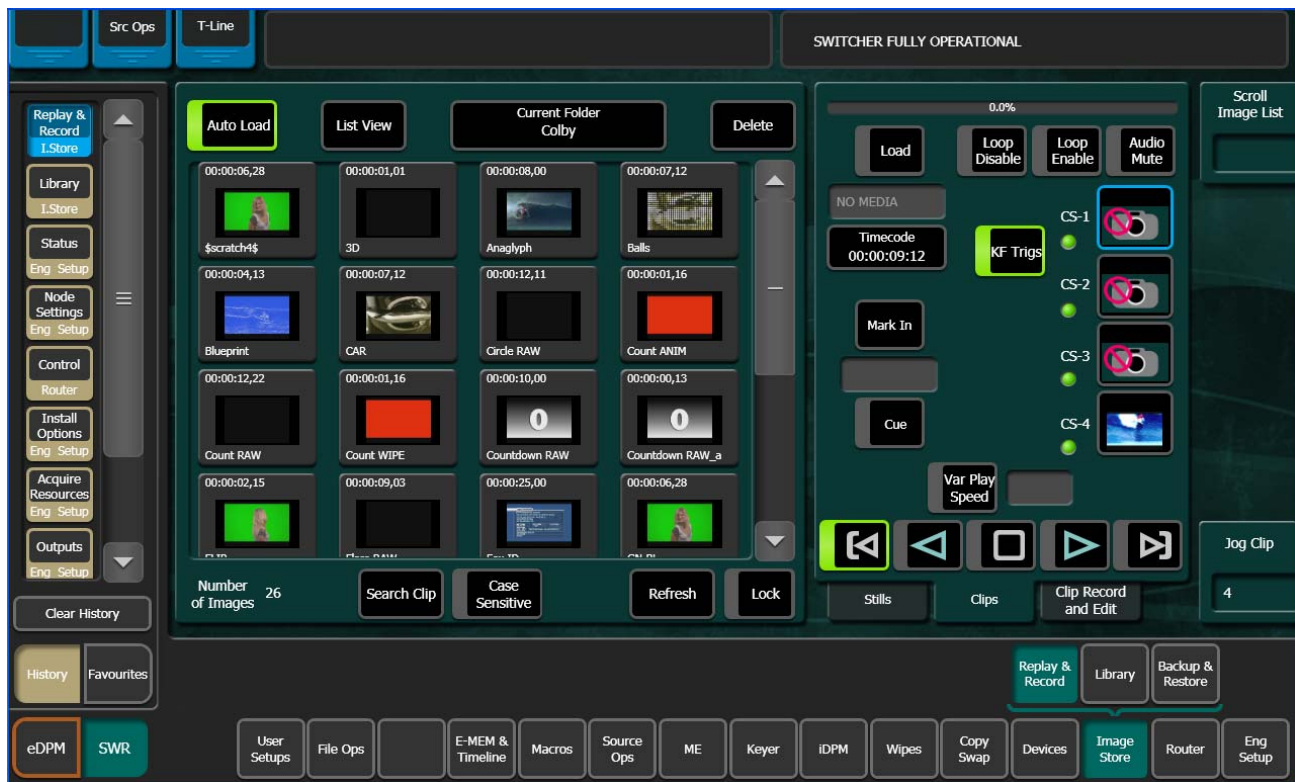 Src Ops
T-Line
SWITCHER FULLY OPERATIONAL
Replay &
Record
I.Store
Library
I.Store
Status
Eng Setup
Node
Settings
Eng Setup
Control
Router
Install
Options
Eng Setup
Acquire
Resources
Eng Setup
Outputs
Eng Setup
Clear History
History
Favourites
Auto Load
List View
Current Folder
Colby
Delete
00:00:06,28
00:00:01,01
00:00:08,00
00:00:07,12
$scratch4$
3D
Anaglyph
Balls
00:00:04,13
00:00:07,12
00:00:12,11
00:00:01,16
Blueprint
CAR
Circle RAW
Count ANIM
00:00:12,22
00:00:01,16
00:00:10,00
00:00:00,13
0
0
Count RAW
Count WIPE
Countdown RAW
Countdown RAW_a
00:00:02,15
00:00:09,03
00:00:25,00
00:00:06,28
Number
of Images
26
Search Clip
Case
Sensitive
Refresh
Lock
0.0%
Load
Loop
Disable
Loop
Enable
Audio
Mute
NO MEDIA
Timecode
00:00:09:12
KF Trigs
CS-1
CS-2
Mark In
CS-3
Cue
CS-4
Var Play
Speed
Stills
Clips
Clip Record
and Edit
Scroll
Image List
Jog Clip
4
Replay &
Record
Library
Backup &
Restore
eDPM
SWR
User
Setups
File Ops
E-MEM &
Timeline
Macros
Source
Ops
ME
Keyer
iDPM
Wipes
Copy
Swap
Devices
Image
Store
Router
Eng
Setup